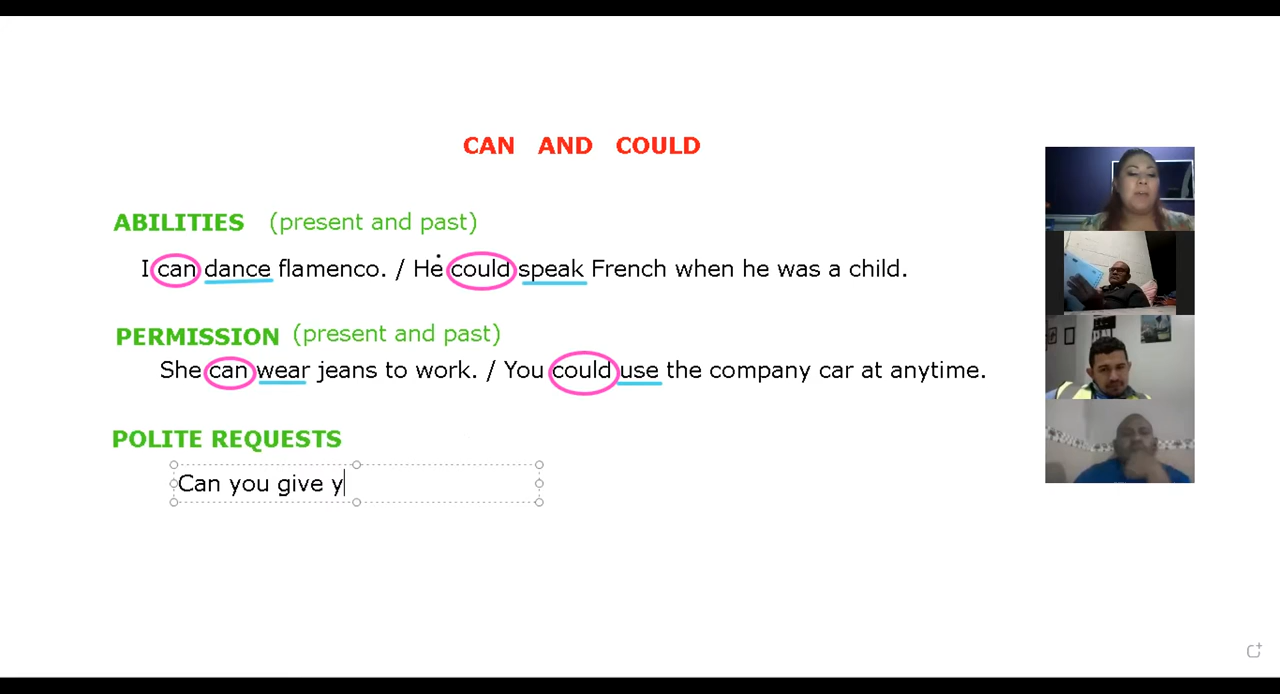 CAN AND COULD
ABILITIES (present and past)
I can dance flamenco. / He could speak French when he was a child.
PERMISSION (present and past)
She can wear jeans to work. / You could use the company car at anytime.
POLITE REQUESTS
Can you give y